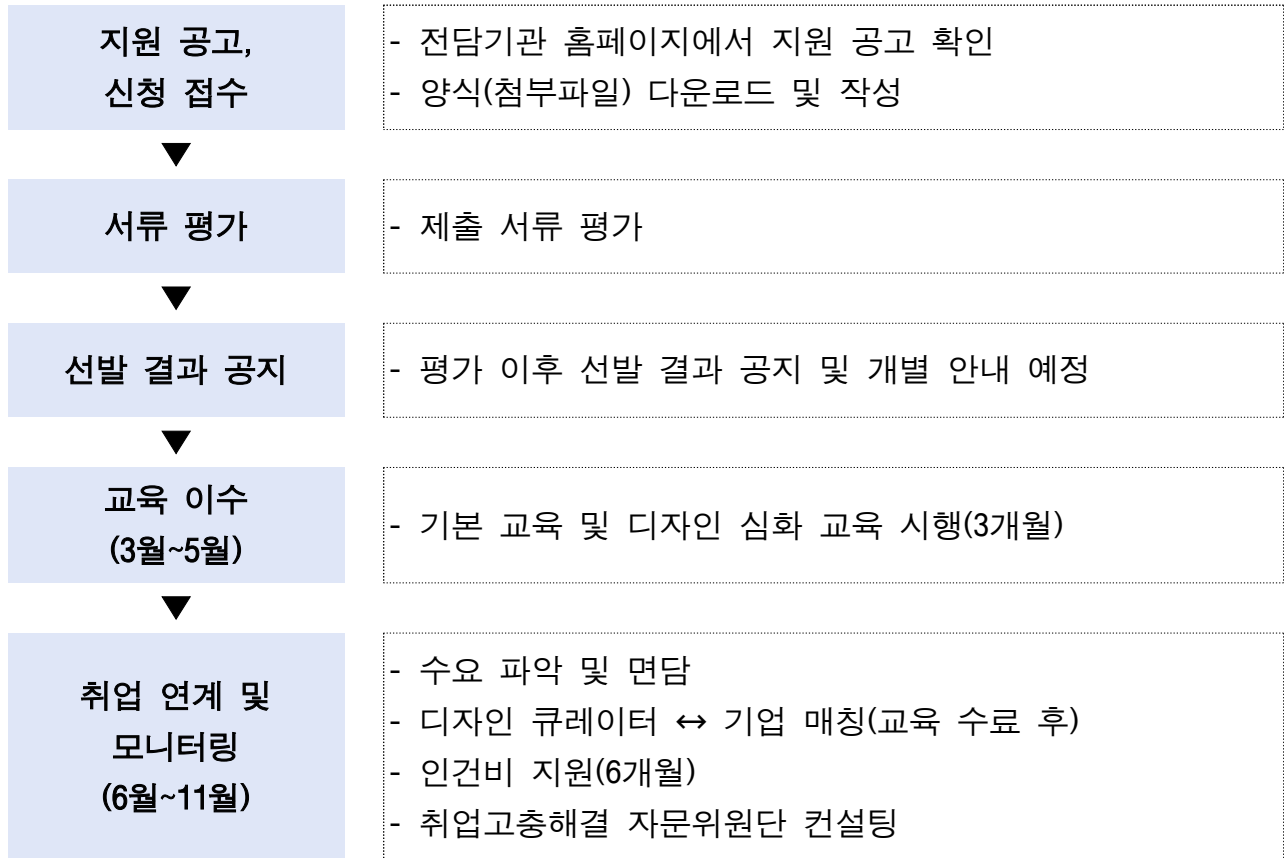 지원 공고,
신청 접수
- 전담기관 홈페이지에서 지원 공고 확인
- 양식(첨부파일) 다운로드 및 작성
▼
서류 평가
- 제출 서류 평가
▼
선발 결과 공지
- 평가 이후 선발 결과 공지 및 개별 안내 예정
▼
교육 이수
(3월~5월)
- 기본 교육 및 디자인 심화 교육 시행(3개월)
▼
취업 연계 및
모니터링
(6월~11월)
- 수요 파악 및 면담
- 디자인 큐레이터 ↔ 기업 매칭(교육 수료 후)
- 인건비 지원(6개월)
- 취업고충해결 자문위원단 컨설팅